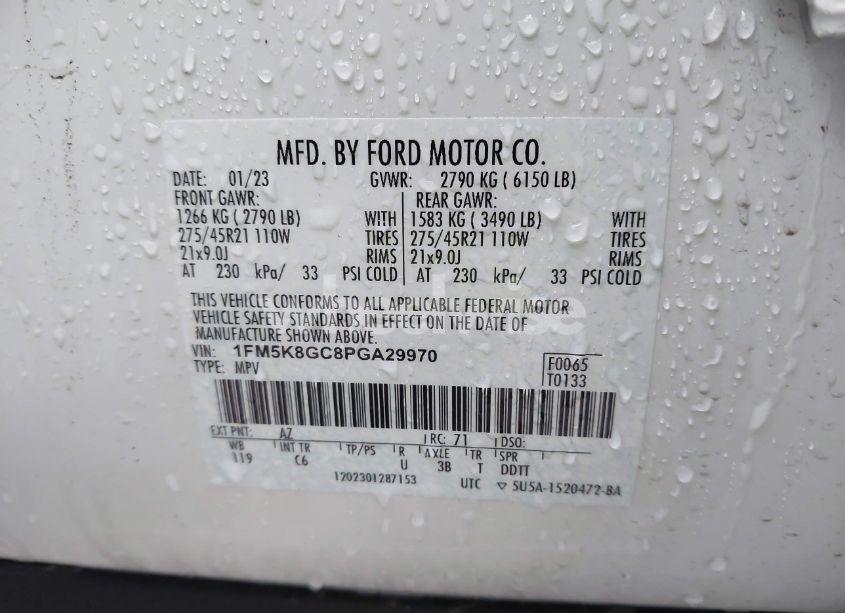 MFD. BY FORD MOTOR CO.
DATE: 01/23 GVWR: 2790 KG ( 6150 LB)
FRONT GAWR: REAR GAWR:
1266 KG ( 2790 LB) WITH 1583 KG ( 3490 LB) WITH
275/45R21 110W TIRES 275/45R21 110W TIRES
21x9.0J RIMS 21x9.0J RIMS
AT 230 kPa/ 33 PSI COLD AT 230 kPa/ 33 PSI COLD
THIS VEHICLE CONFORMS TO ALL APPLICABLE FEDERAL MOTOR
VEHICLE SAFETY STANDARDS IN EFFECT ON THE DATE OF
MANUFACTURE SHOWN ABOVE.
VIN: 1FM5K8GC8PGA29970 F0065
TYPE: MPV T0133
EXT PNT: AZ RC: 71 DSO:
WB INT TR TP/PS R AXLE TR SPR
119 C6 U 3B T DDTT
1202301287153 UTC ▽ 5U5A-1520472-BA